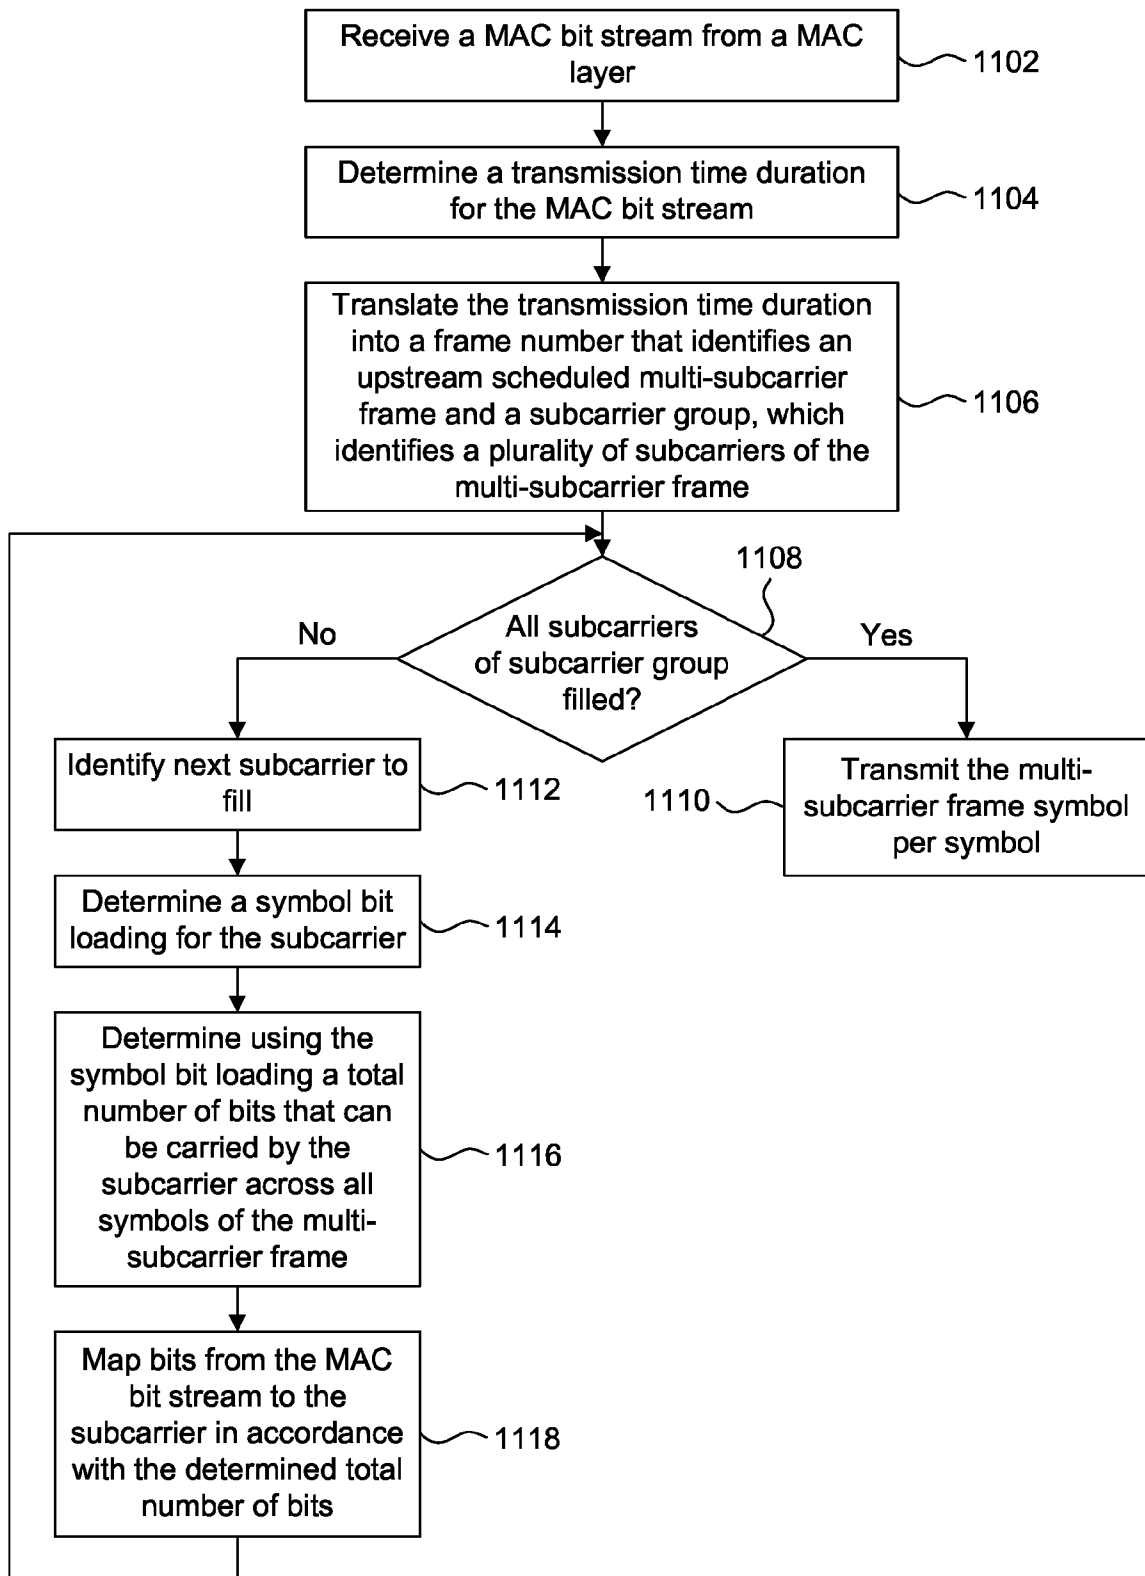 Receive a MAC bit stream from a MAC
layer
1102
Determine a transmission time duration
for the MAC bit stream
1104
Translate the transmission time duration
into a frame number that identifies an
upstream scheduled multi-subcarrier
frame and a subcarrier group, which
identifies a plurality of subcarriers of the
multi-subcarrier frame
1106
1108
All subcarriers
of subcarrier group
filled?
No
Yes
Identify next subcarrier to
fill
1112
Transmit the multi-
subcarrier frame symbol
per symbol
1110
Determine a symbol bit
loading for the subcarrier
1114
Determine using the
symbol bit loading a total
number of bits that can
be carried by the
subcarrier across all
symbols of the multi-
subcarrier frame
1116
Map bits from the MAC
bit stream to the
subcarrier in accordance
with the determined total
number of bits
1118